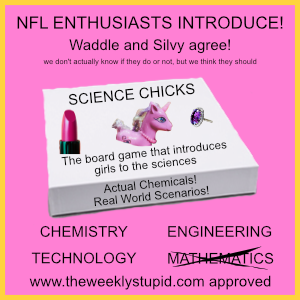 NFL ENTHUSIASTS INTRODUCE!
Waddle and Silvy agree!
we don't actually know if they do or not, but we think they should
SCIENCE CHICKS
The board game that introduces
girls to the sciences
Actual Chemicals!
Real World Scenarios!
CHEMISTRY ENGINEERING
TECHNOLOGY MATHEMATICS
www.theweeklystupid.com approved